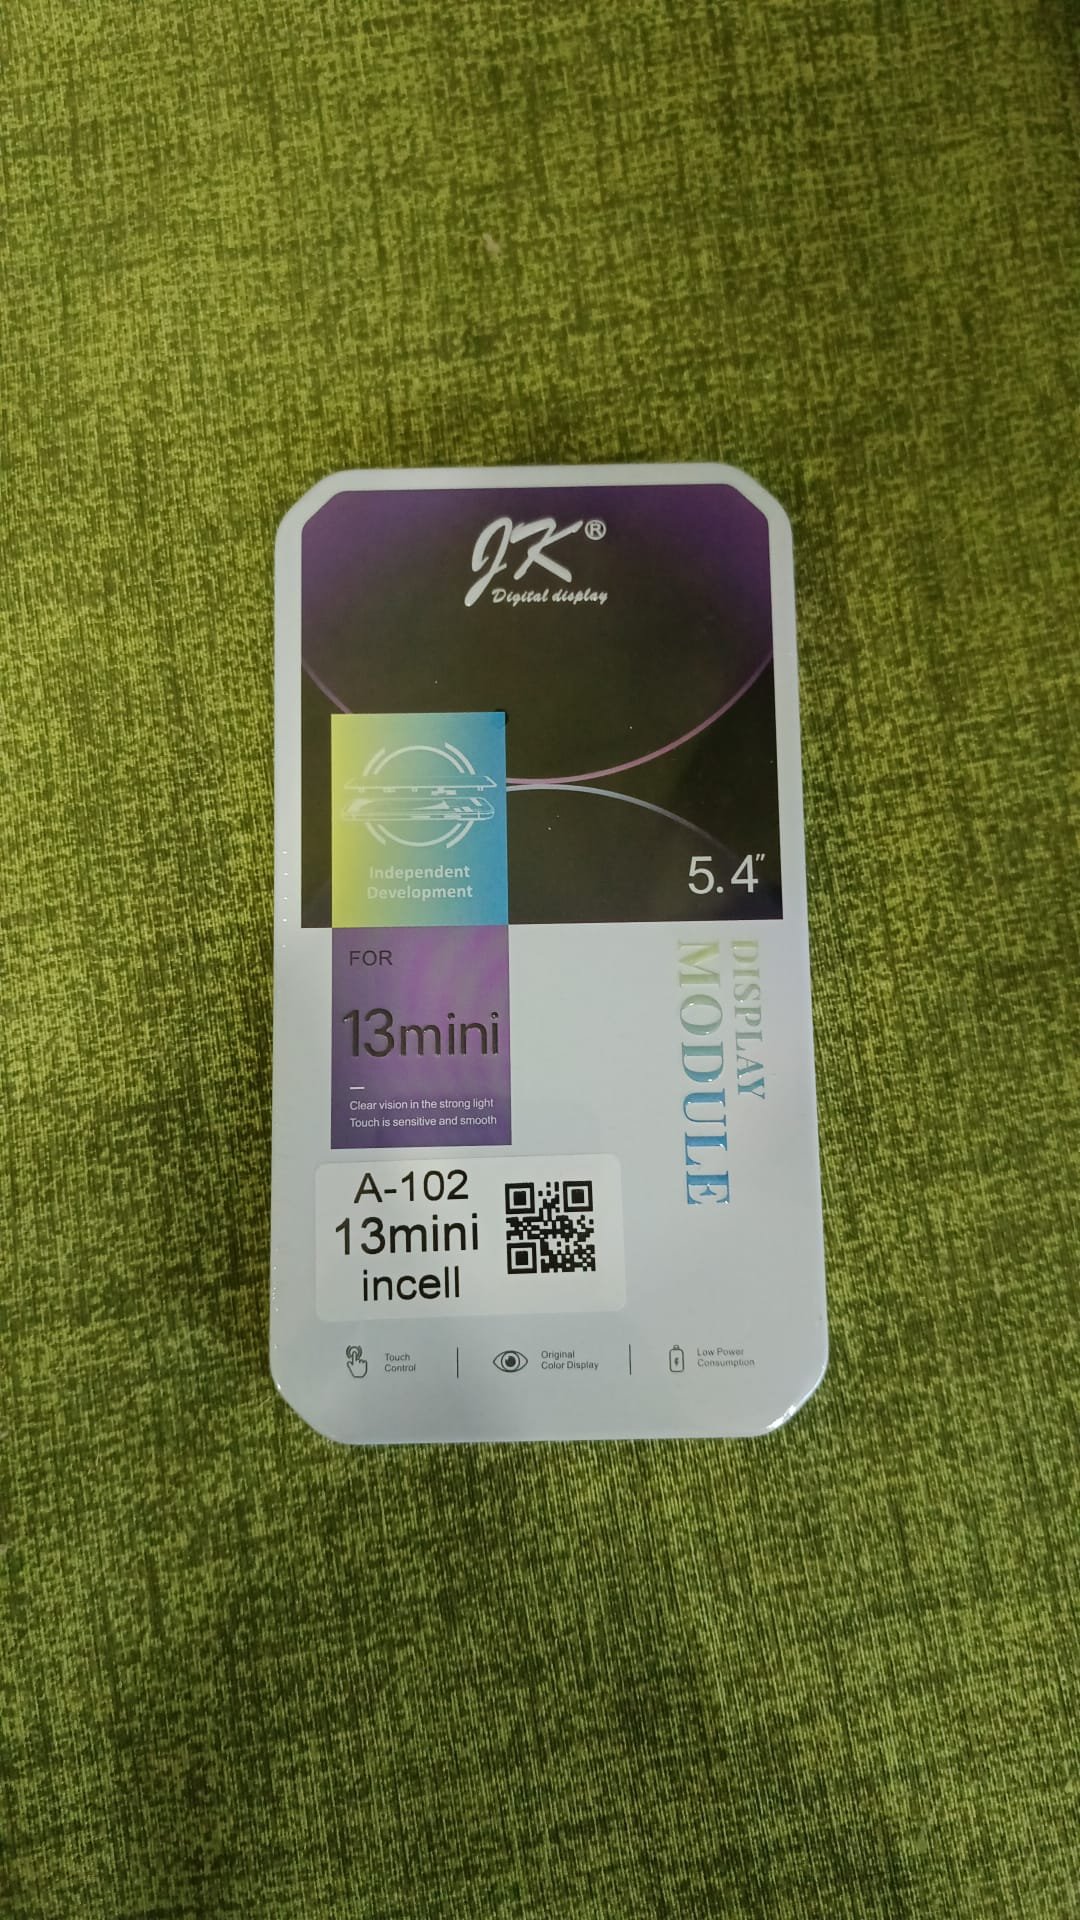 JK®
Digital display
Independent
Development
5.4"
FOR
13mini
Clear vision in the strong light
Touch is sensitive and smooth
DISPLAY
MODULE
A-102
13mini
incell
Touch
Control
Original
Color Display
Low Power
Consumption